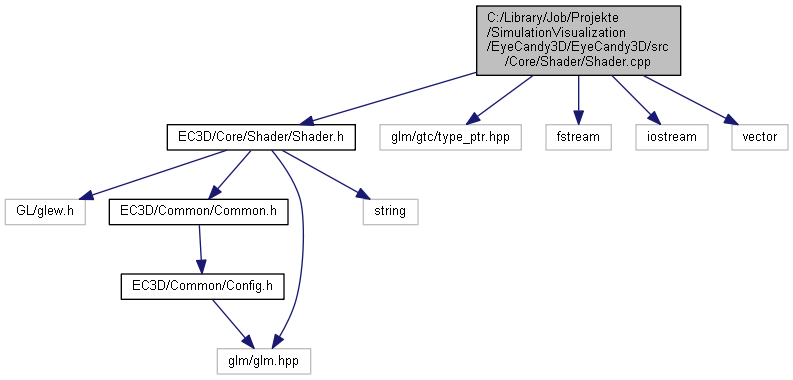 C:/Library/Job/Projekte
/SimulationVisualization
/EyeCandy3D/EyeCandy3D/src
/Core/Shader/Shader.cpp
EC3D/Core/Shader/Shader.h
glm/gtc/type_ptr.hpp
fstream
iostream
vector
GL/glew.h
EC3D/Common/Common.h
string
EC3D/Common/Config.h
glm/glm.hpp